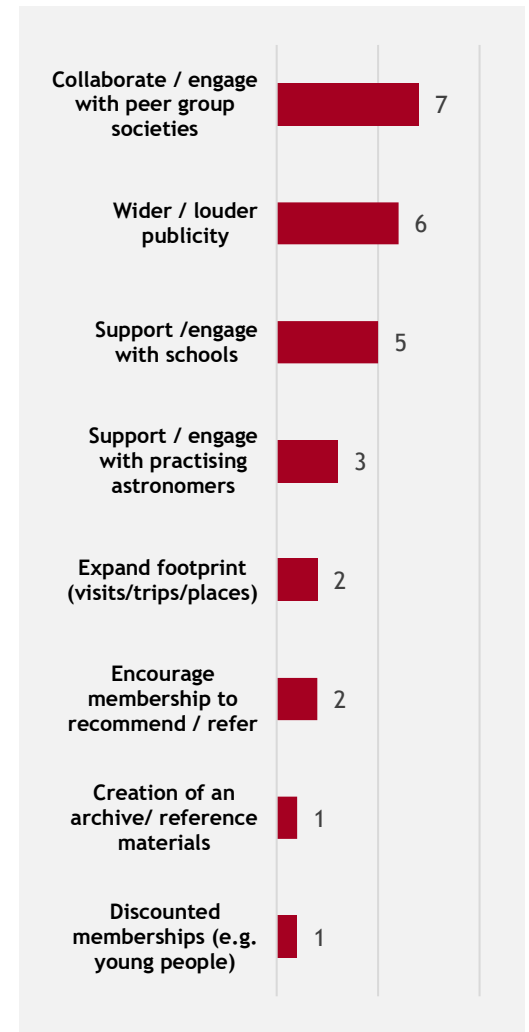 Collaborate / engage
with peer group
societies
7
Wider / louder
publicity
6
Support /engage
with schools
5
Support / engage
with practising
astronomers
3
Expand footprint
(visits/trips/places)
2
Encourage
membership to
recommend / refer
2
Creation of an
archive/ reference
materials
1
Discounted
memberships (e.g.
young people)
1